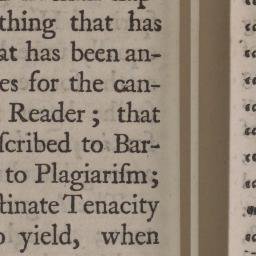 thing that has
at has been an-
es for the can-
Reader; that
ſcribed to Bar-
to Plagiariſm;
ſtinate Tenacity
o yield, when